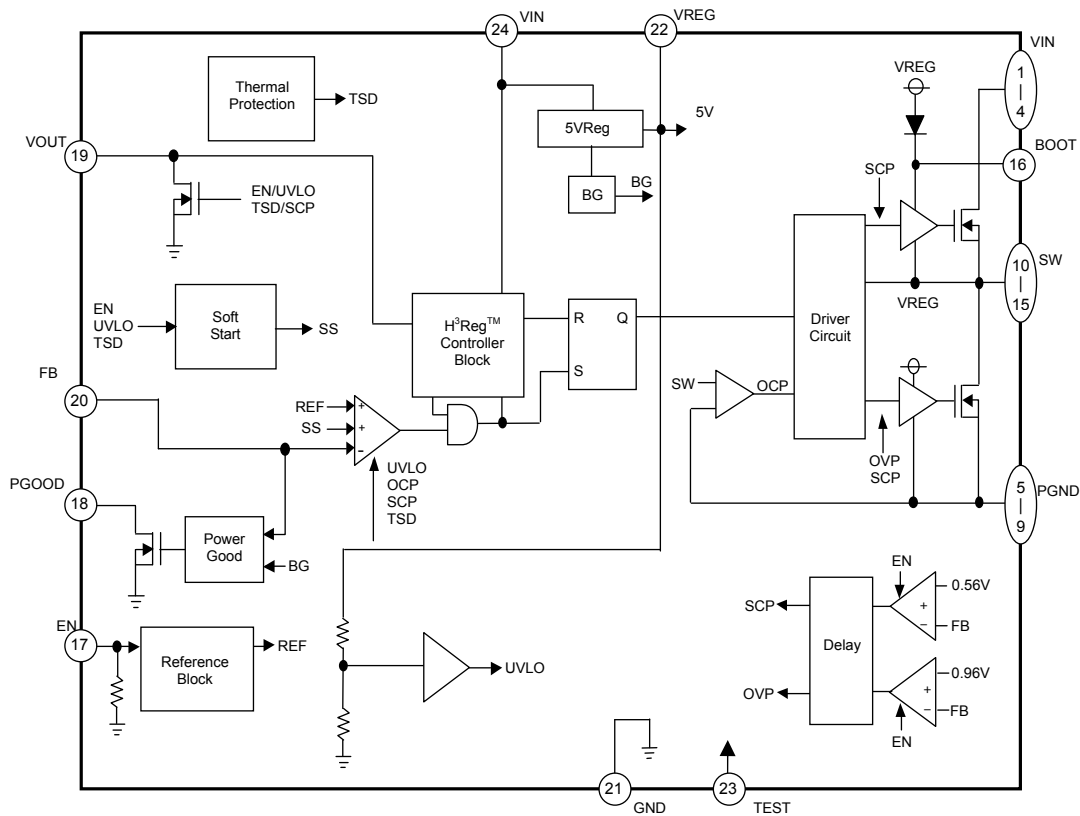 VIN
24
VREG
22
VIN
1
4
Thermal
Protection
TSD
VREG
5VReg
5V
VOUT
19
BOOT
16
SCP
EN/UVLO
TSD/SCP
BG
BG
SW
10
15
EN
UVLO
TSD
Soft
Start
SS
H³Reg™
Controller
Block
R
Q
S
Driver
Circuit
VREG
FB
20
REF
SS
+
+
−
SW
OCP
UVLO
OCP
SCP
TSD
OVP
SCP
PGOOD
18
PGND
5
9
Power
Good
BG
EN
0.56V
SCP
+
−
FB
EN
17
Reference
Block
REF
Delay
UVLO
0.96V
OVP
+
−
FB
EN
21
GND
23
TEST